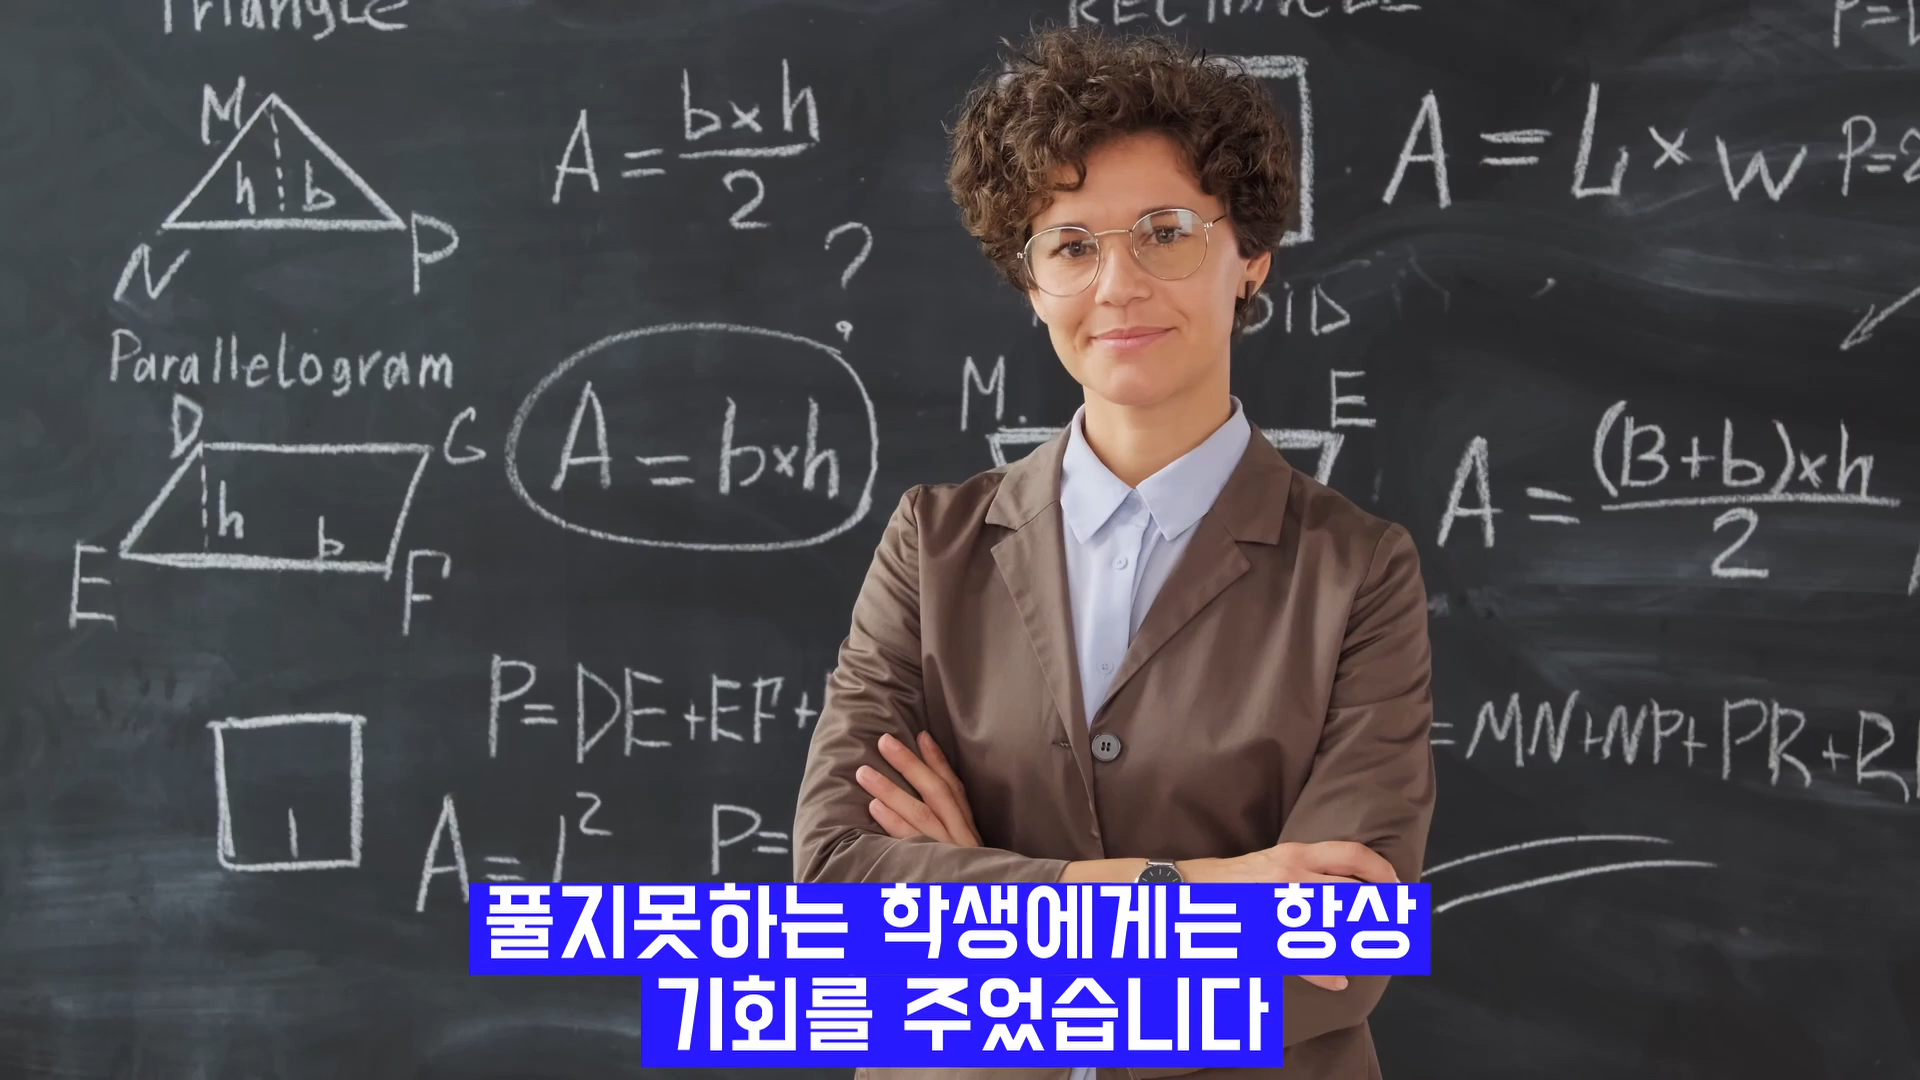 Triangle
M
h b
N P
A = b×h / 2
?
Parallelogram
D G
h
b
E F
A = b×h
P = DE + EF +
A = l²
l
P =
A = L × W
P =
OID
M E
A = (B+b)×h / 2
= MN + NP + PR + R
풀지못하는 학생에게는 항상
기회를 주었습니다